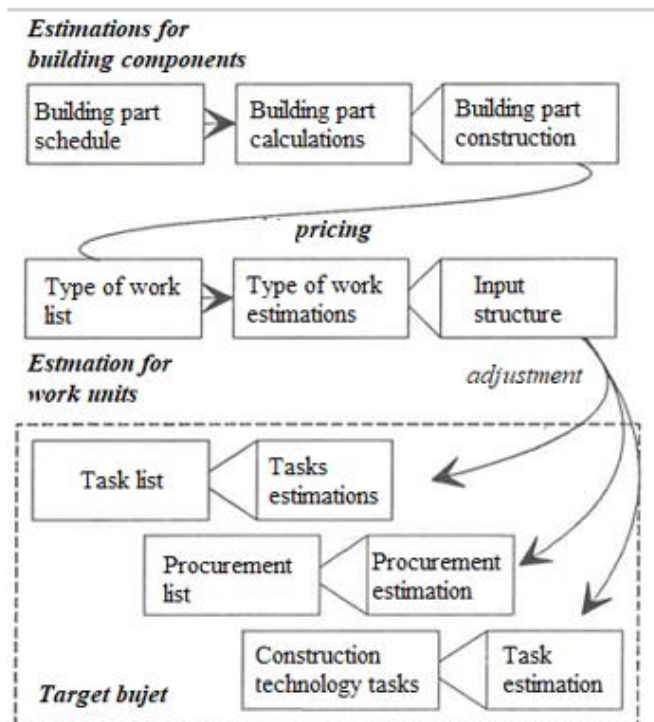 Estimations for
building components
Building part
schedule
Building part
calculations
Building part
construction
pricing
Type of work
list
Type of work
estimations
Input
structure
Estmation for
work units
adjustment
Task list
Tasks
estimations
Procurement
list
Procurement
estimation
Construction
technology tasks
Task
estimation
Target bujet